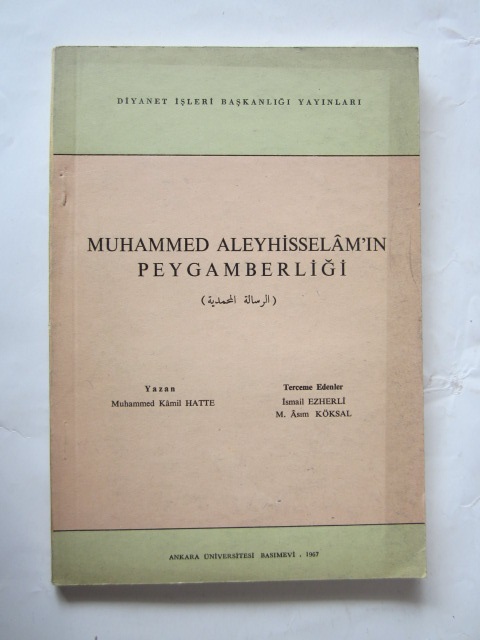 DİYANET İŞLERİ BAŞKANLIĞI YAYINLARI
MUHAMMED ALEYHİSSELÂM'IN
PEYGAMBERLİĞİ
(الرسالة المحمدية)
Yazan
Muhammed Kâmil HATTE
Terceme Edenler
İsmail EZHERLİ
M. Âsım KÖKSAL
ANKARA ÜNİVERSİTESİ BASIMEVİ . 1967